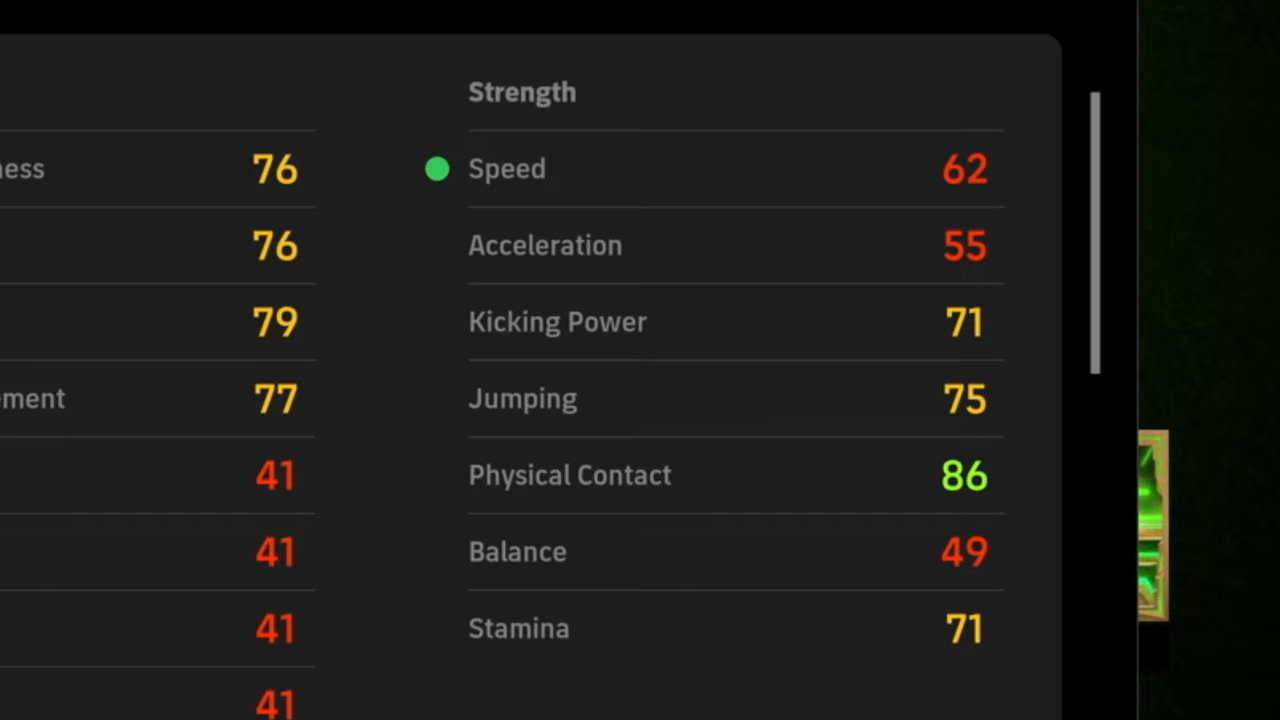 Strength
ness 76 Speed 62
76 Acceleration 55
79 Kicking Power 71
ement 77 Jumping 75
41 Physical Contact 86
41 Balance 49
41 Stamina 71
41